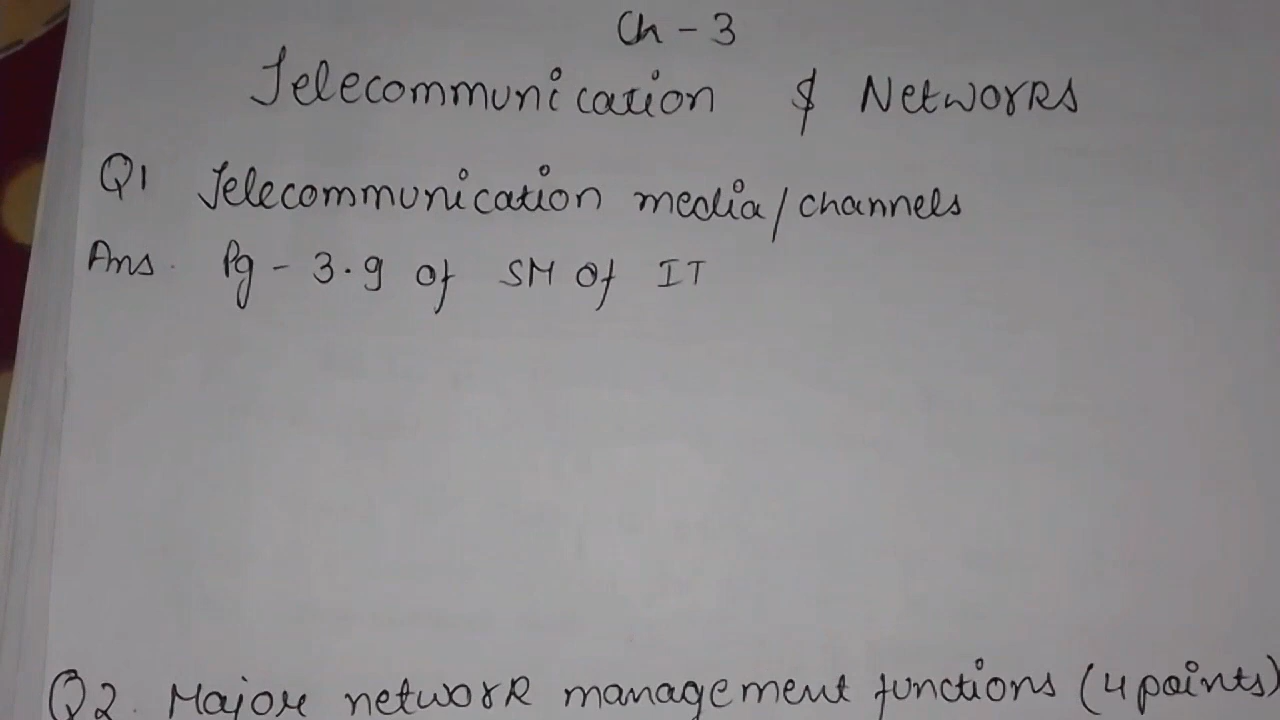 Ch - 3
Telecommunication & Networks
Q1 Telecommunication media/channels
Ans. Pg - 3.9 of SM of IT
Q2. Major network management functions (4 points)